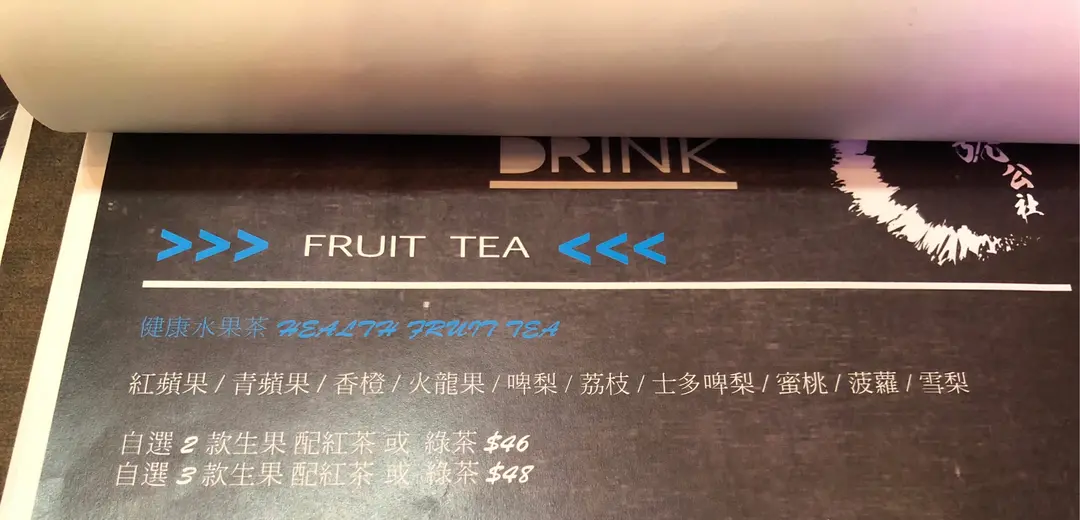 DRINK
號公社
>>> FRUIT TEA <<<
健康水果茶 HEALTH FRUIT TEA
紅蘋果 / 青蘋果 / 香橙 / 火龍果 / 啤梨 / 荔枝 / 士多啤梨 / 蜜桃 / 菠蘿 / 雪梨
自選 2 款生果 配紅茶 或 綠茶 $46
自選 3 款生果 配紅茶 或 綠茶 $48